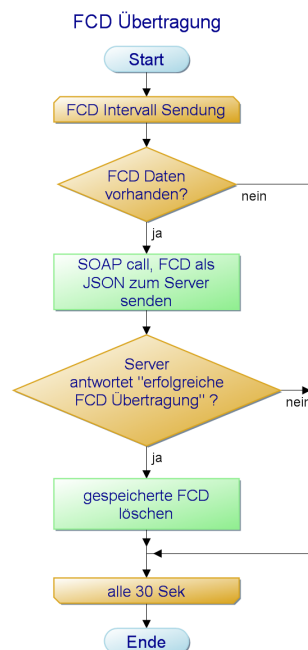 FCD Übertragung
Start
FCD Intervall Sendung
FCD Daten
vorhanden?
nein
ja
SOAP call, FCD als
JSON zum Server
senden
Server
antwortet "erfolgreiche
FCD Übertragung" ?
nein
ja
gespeicherte FCD
löschen
alle 30 Sek
Ende